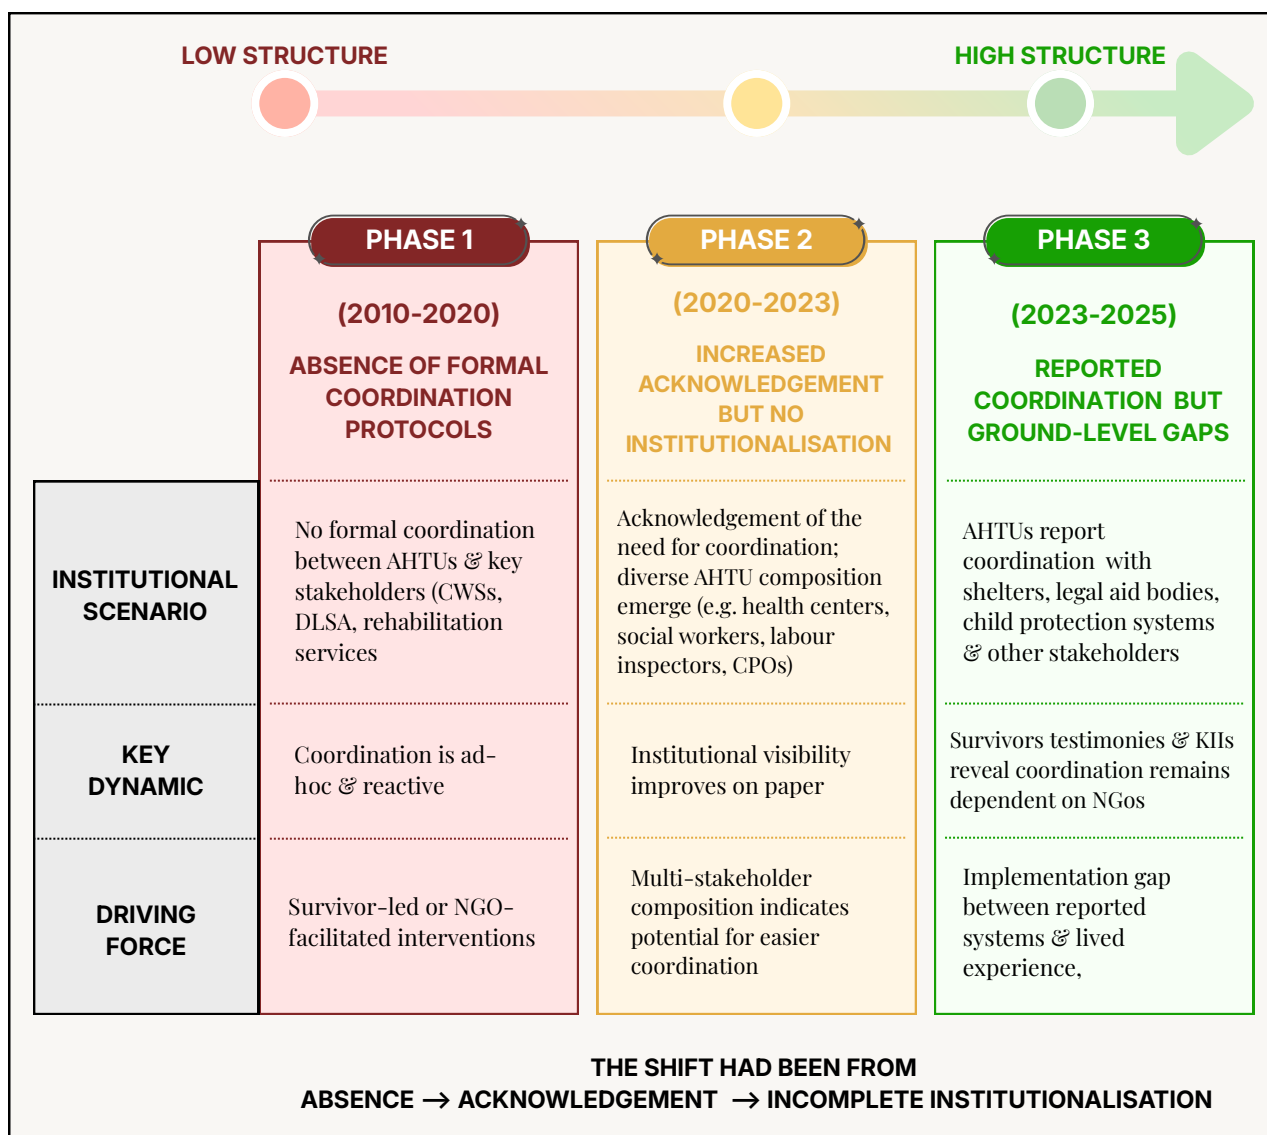 LOW STRUCTURE
HIGH STRUCTURE
PHASE 1
(2010-2020)
ABSENCE OF FORMAL
COORDINATION
PROTOCOLS
PHASE 2
(2020-2023)
INCREASED
ACKNOWLEDGEMENT
BUT NO
INSTITUTIONALISATION
PHASE 3
(2023-2025)
REPORTED
COORDINATION BUT
GROUND-LEVEL GAPS
INSTITUTIONAL
SCENARIO
No formal coordination
between AHTUs & key
stakeholders (CWSs,
DLSA, rehabilitation
services
Acknowledgement of the
need for coordination;
diverse AHTU composition
emerge (e.g. health centers,
social workers, labour
inspectors, CPOs)
AHTUs report
coordination with
shelters, legal aid bodies,
child protection systems
& other stakeholders
KEY
DYNAMIC
Coordination is ad-
hoc & reactive
Institutional visibility
improves on paper
Survivors testimonies & KIIs
reveal coordination remains
dependent on NGos
DRIVING
FORCE
Survivor-led or NGO-
facilitated interventions
Multi-stakeholder
composition indicates
potential for easier
coordination
Implementation gap
between reported
systems & lived
experience,
THE SHIFT HAD BEEN FROM
ABSENCE → ACKNOWLEDGEMENT → INCOMPLETE INSTITUTIONALISATION